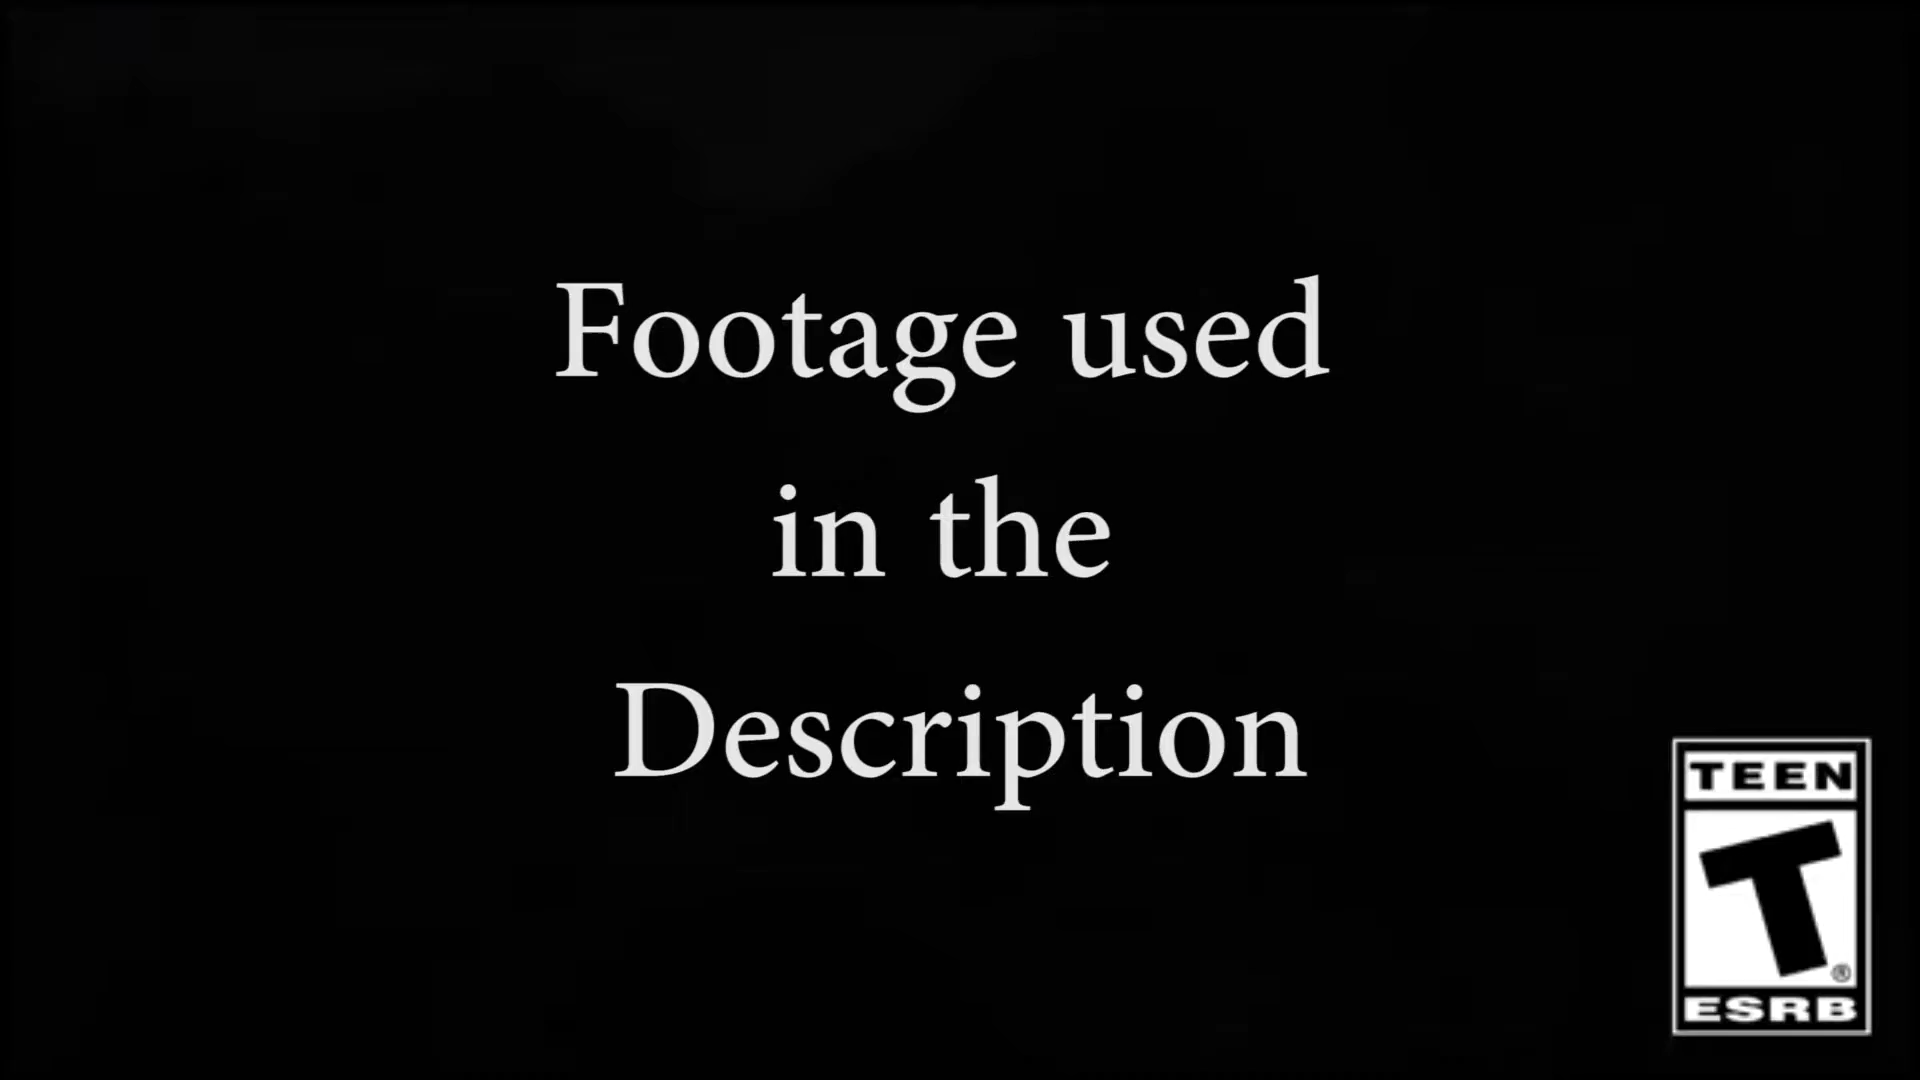 Footage used
in the
Description
TEEN
T®
ESRB